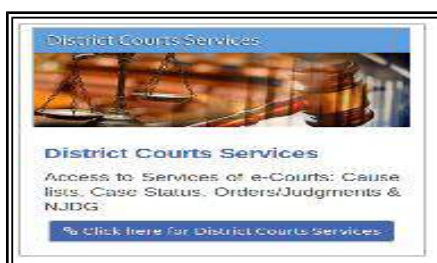 District Courts Services
District Courts Services
Access to Services of e-Courts: Cause
lists, Case Status, Orders/Judgments &
NJDG
Click here for District Courts Services